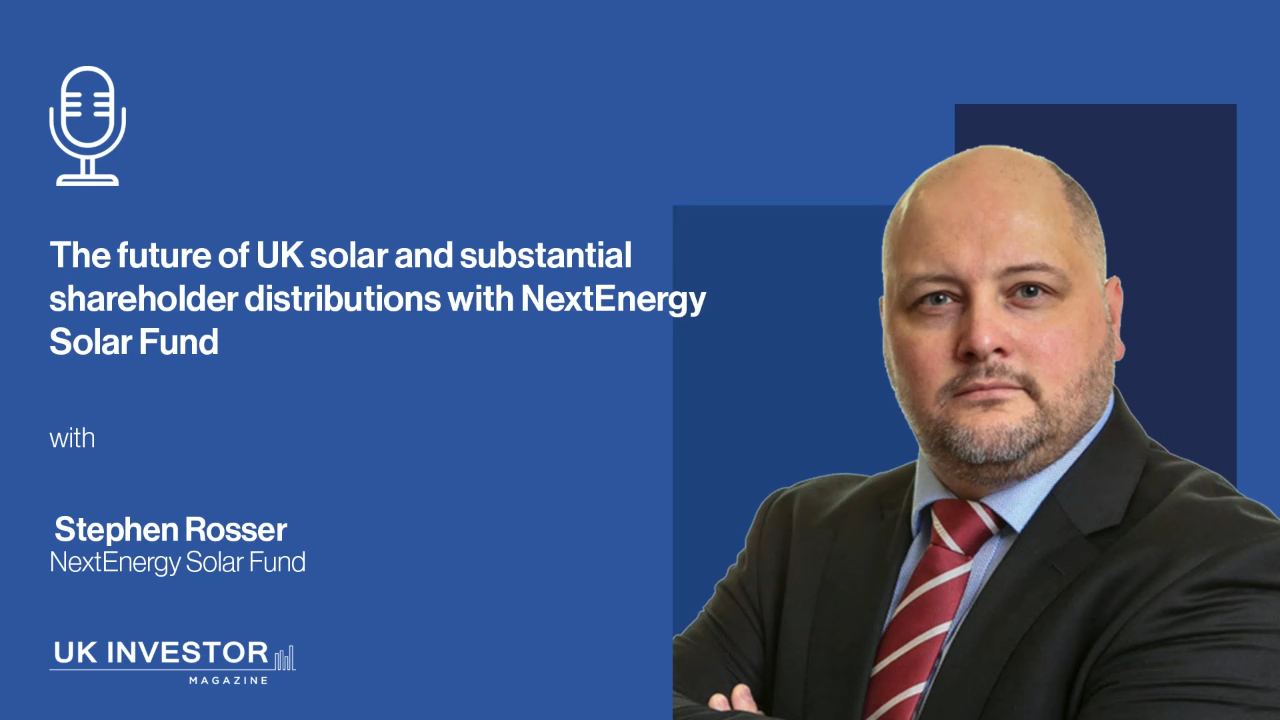 The future of UK solar and substantial
shareholder distributions with NextEnergy
Solar Fund
with
Stephen Rosser
NextEnergy Solar Fund
UK INVESTOR
MAGAZINE